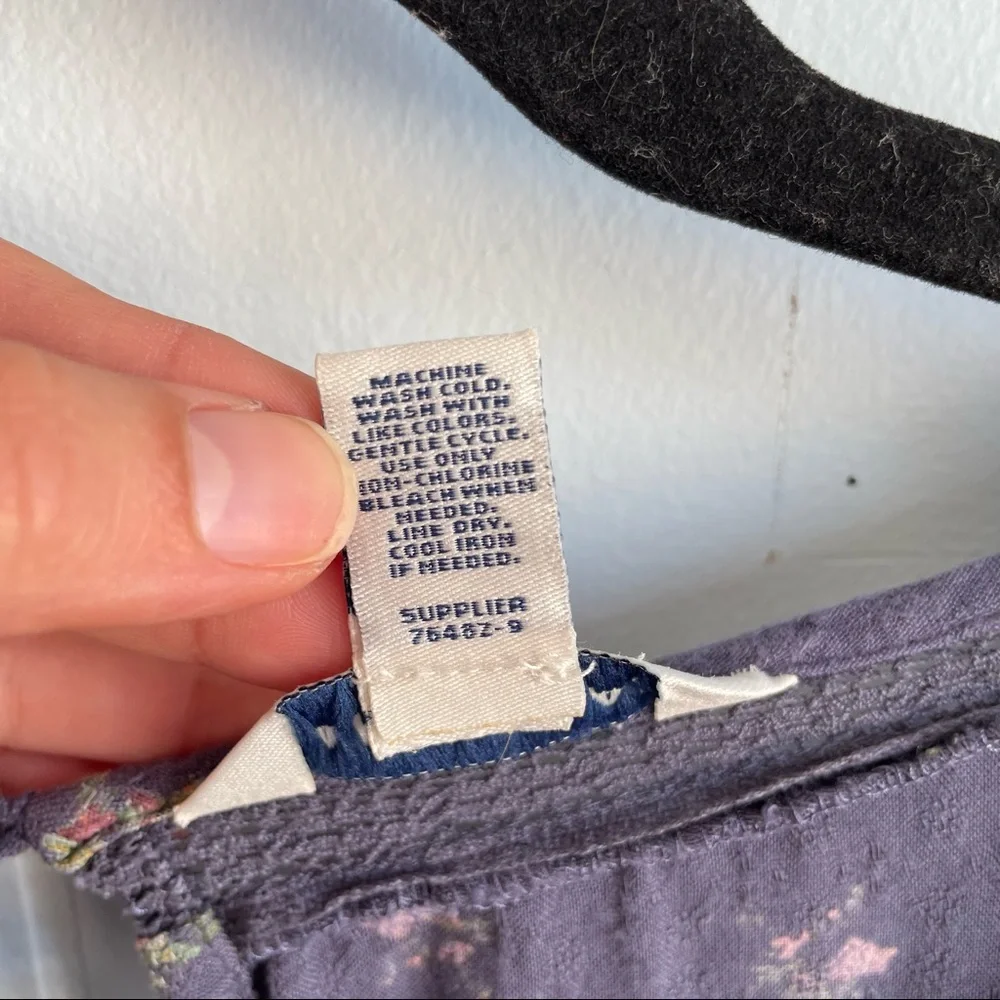 MACHINE
WASH COLD.
WASH WITH
LIKE COLORS.
GENTLE CYCLE.
USE ONLY
NON-CHLORINE
BLEACH WHEN
NEEDED.
LINE DRY.
COOL IRON
IF NEEDED.
SUPPLIER
76482-9